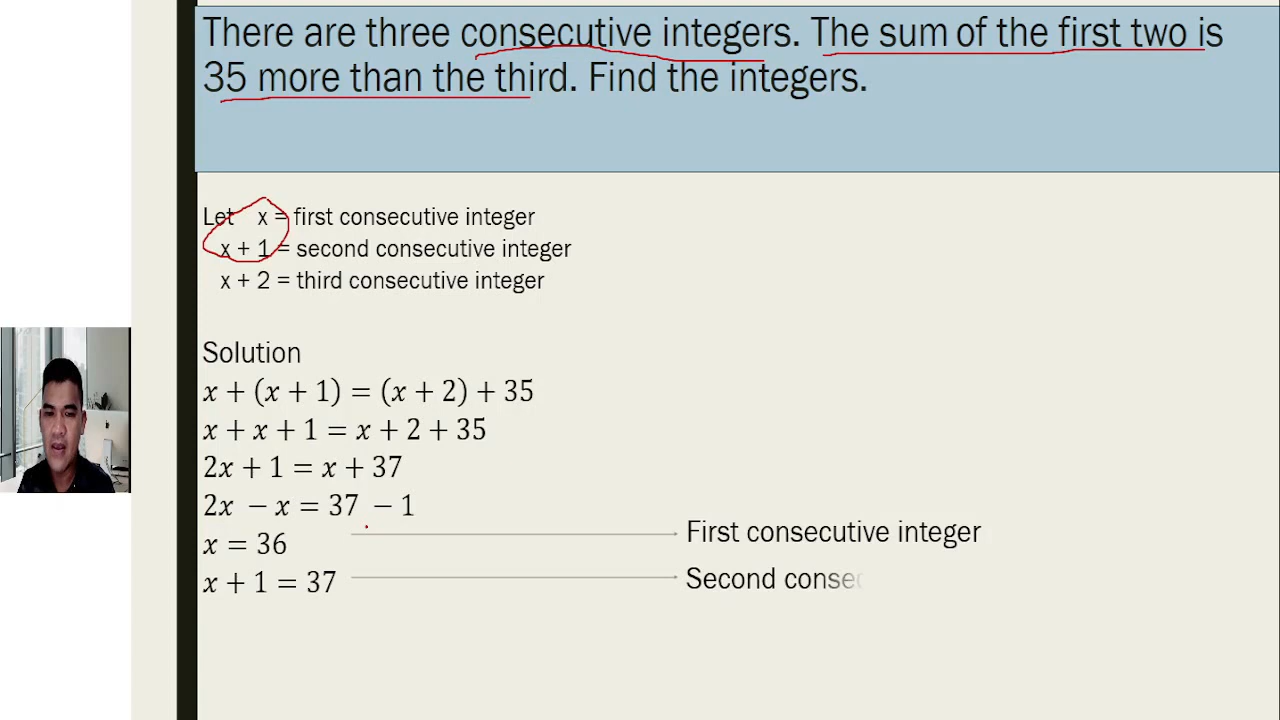 There are three consecutive integers. The sum of the first two is
35 more than the third. Find the integers.
Let x = first consecutive integer
x + 1 = second consecutive integer
x + 2 = third consecutive integer
Solution
x + (x + 1) = (x + 2) + 35
x + x + 1 = x + 2 + 35
2x + 1 = x + 37
2x − x = 37 − 1
x = 36
First consecutive integer
x + 1 = 37
Second consec